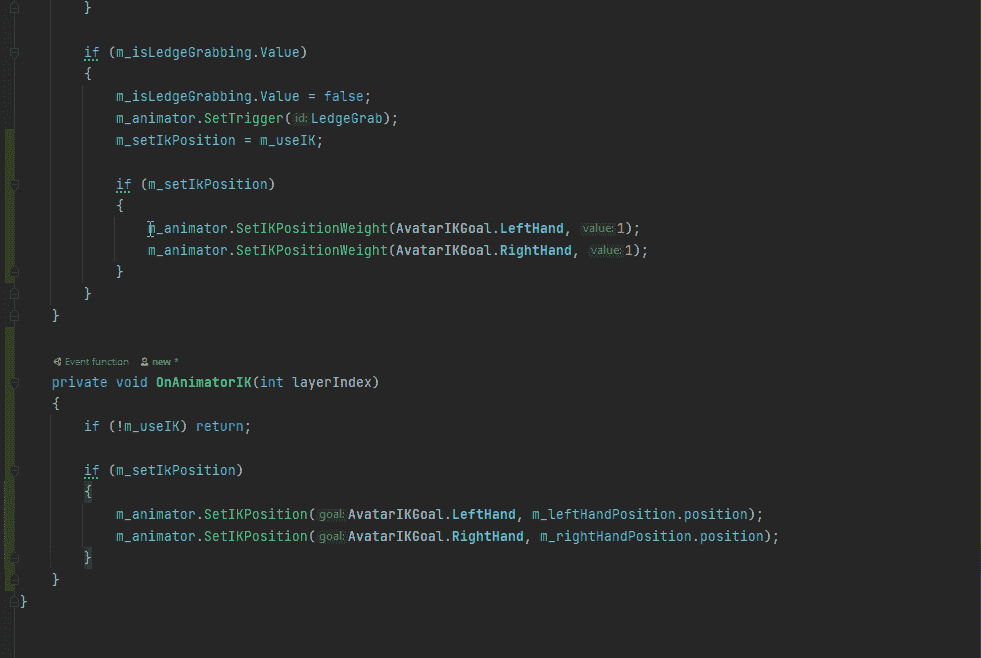 }
if (m_isLedgeGrabbing.Value)
{
m_isLedgeGrabbing.Value = false;
m_animator.SetTrigger( id: LedgeGrab);
m_setIkPosition = m_useIK;
if (m_setIkPosition)
{
m_animator.SetIKPositionWeight(AvatarIKGoal.LeftHand, value: 1);
m_animator.SetIKPositionWeight(AvatarIKGoal.RightHand, value: 1);
}
}
}
Event function new *
private void OnAnimatorIK(int layerIndex)
{
if (!m_useIK) return;
if (m_setIkPosition)
{
m_animator.SetIKPosition( goal: AvatarIKGoal.LeftHand, m_leftHandPosition.position);
m_animator.SetIKPosition( goal: AvatarIKGoal.RightHand, m_rightHandPosition.position);
}
}
}